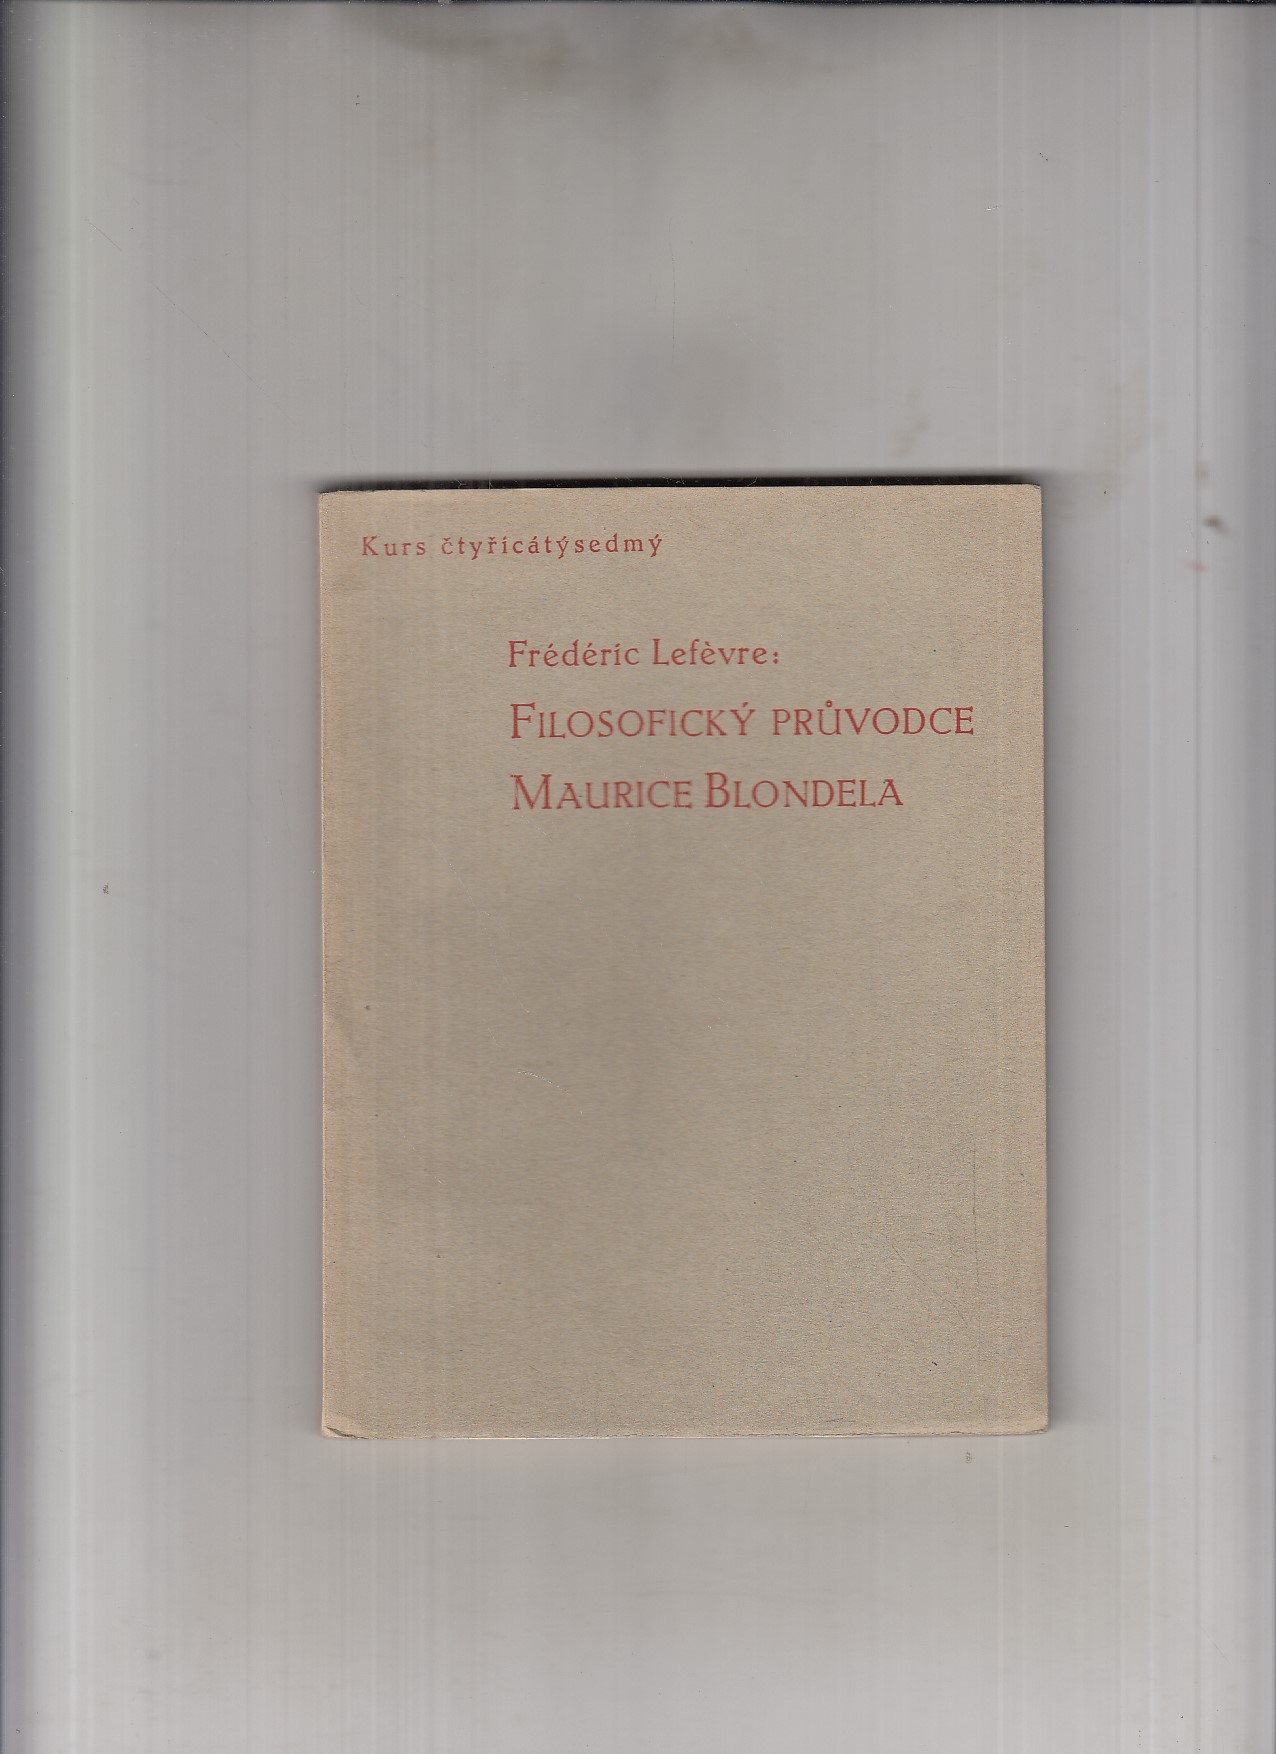 Kurs čtyřicátýsedmý
Frédéric Lefèvre:
FILOSOFICKÝ PRŮVODCE
MAURICE BLONDELA